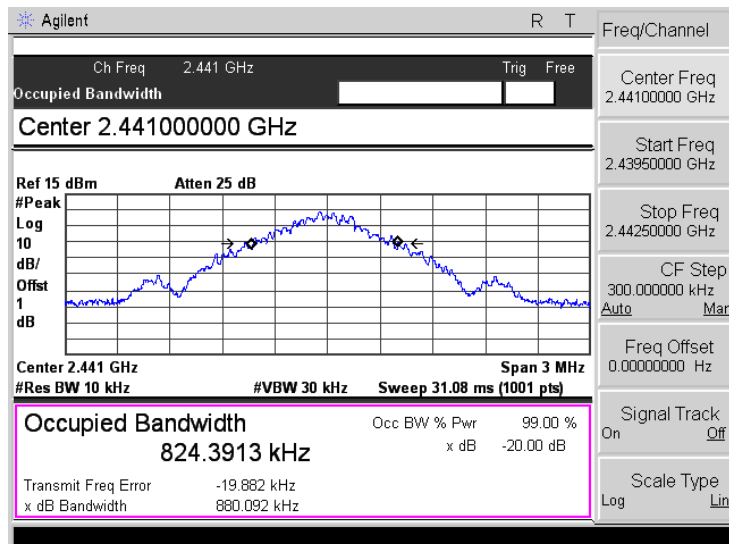 Agilent R T
Ch Freq 2.441 GHz Trig Free
Occupied Bandwidth
Center 2.441000000 GHz
Ref 15 dBm Atten 25 dB
#Peak
Log
10
dB/
Offst
1
dB
Center 2.441 GHz Span 3 MHz
#Res BW 10 kHz #VBW 30 kHz Sweep 31.08 ms (1001 pts)
Occupied Bandwidth
824.3913 kHz
Occ BW % Pwr 99.00 %
x dB -20.00 dB
Transmit Freq Error -19.882 kHz
x dB Bandwidth 880.092 kHz
Freq/Channel
Center Freq
2.44100000 GHz
Start Freq
2.43950000 GHz
Stop Freq
2.44250000 GHz
CF Step
300.000000 kHz
Auto Mar
Freq Offset
0.00000000 Hz
Signal Track
On Off
Scale Type
Log Lin